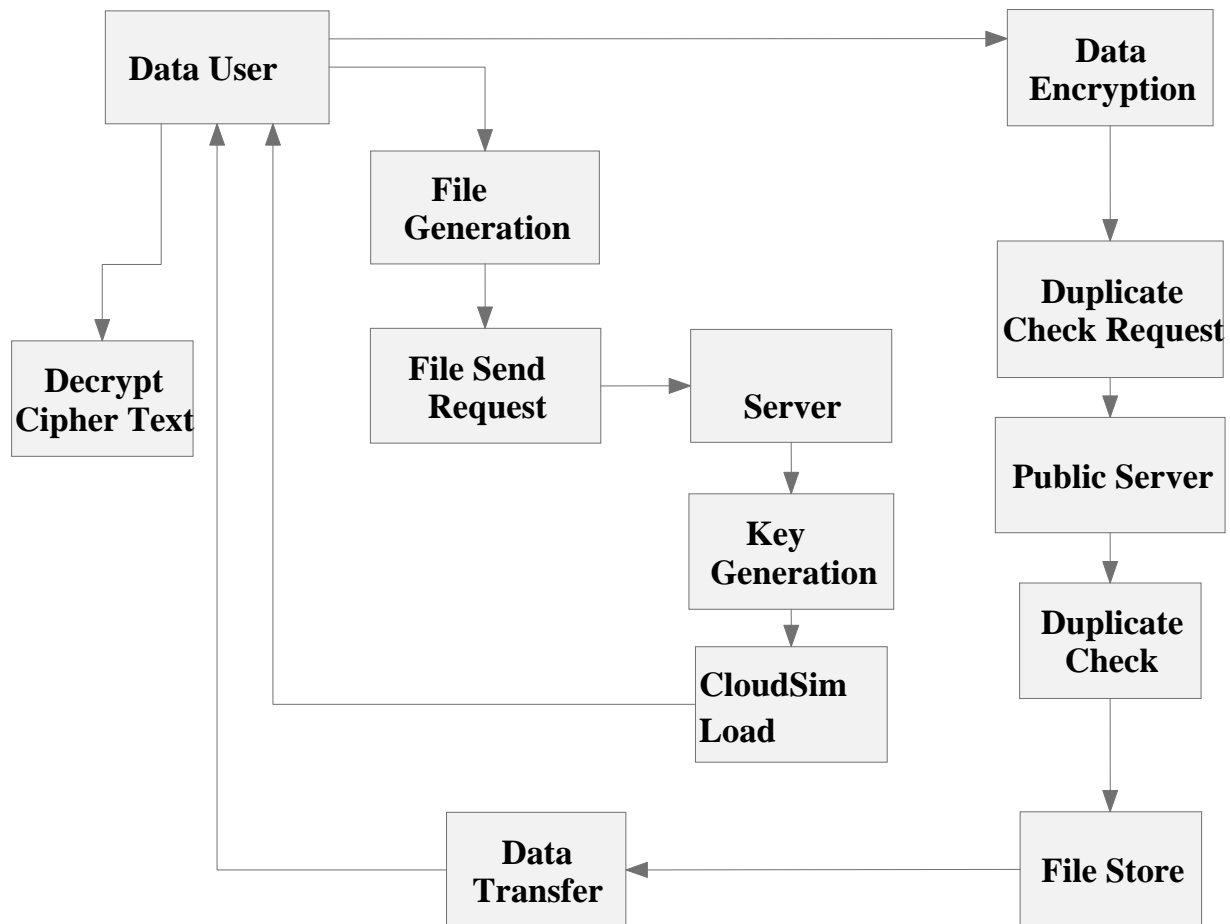 Data User
Data
Encryption
File
Generation
Duplicate
Check Request
File Send
Request
Server
Decrypt
Cipher Text
Public Server
Key
Generation
Duplicate
Check
CloudSim
Load
Data
Transfer
File Store